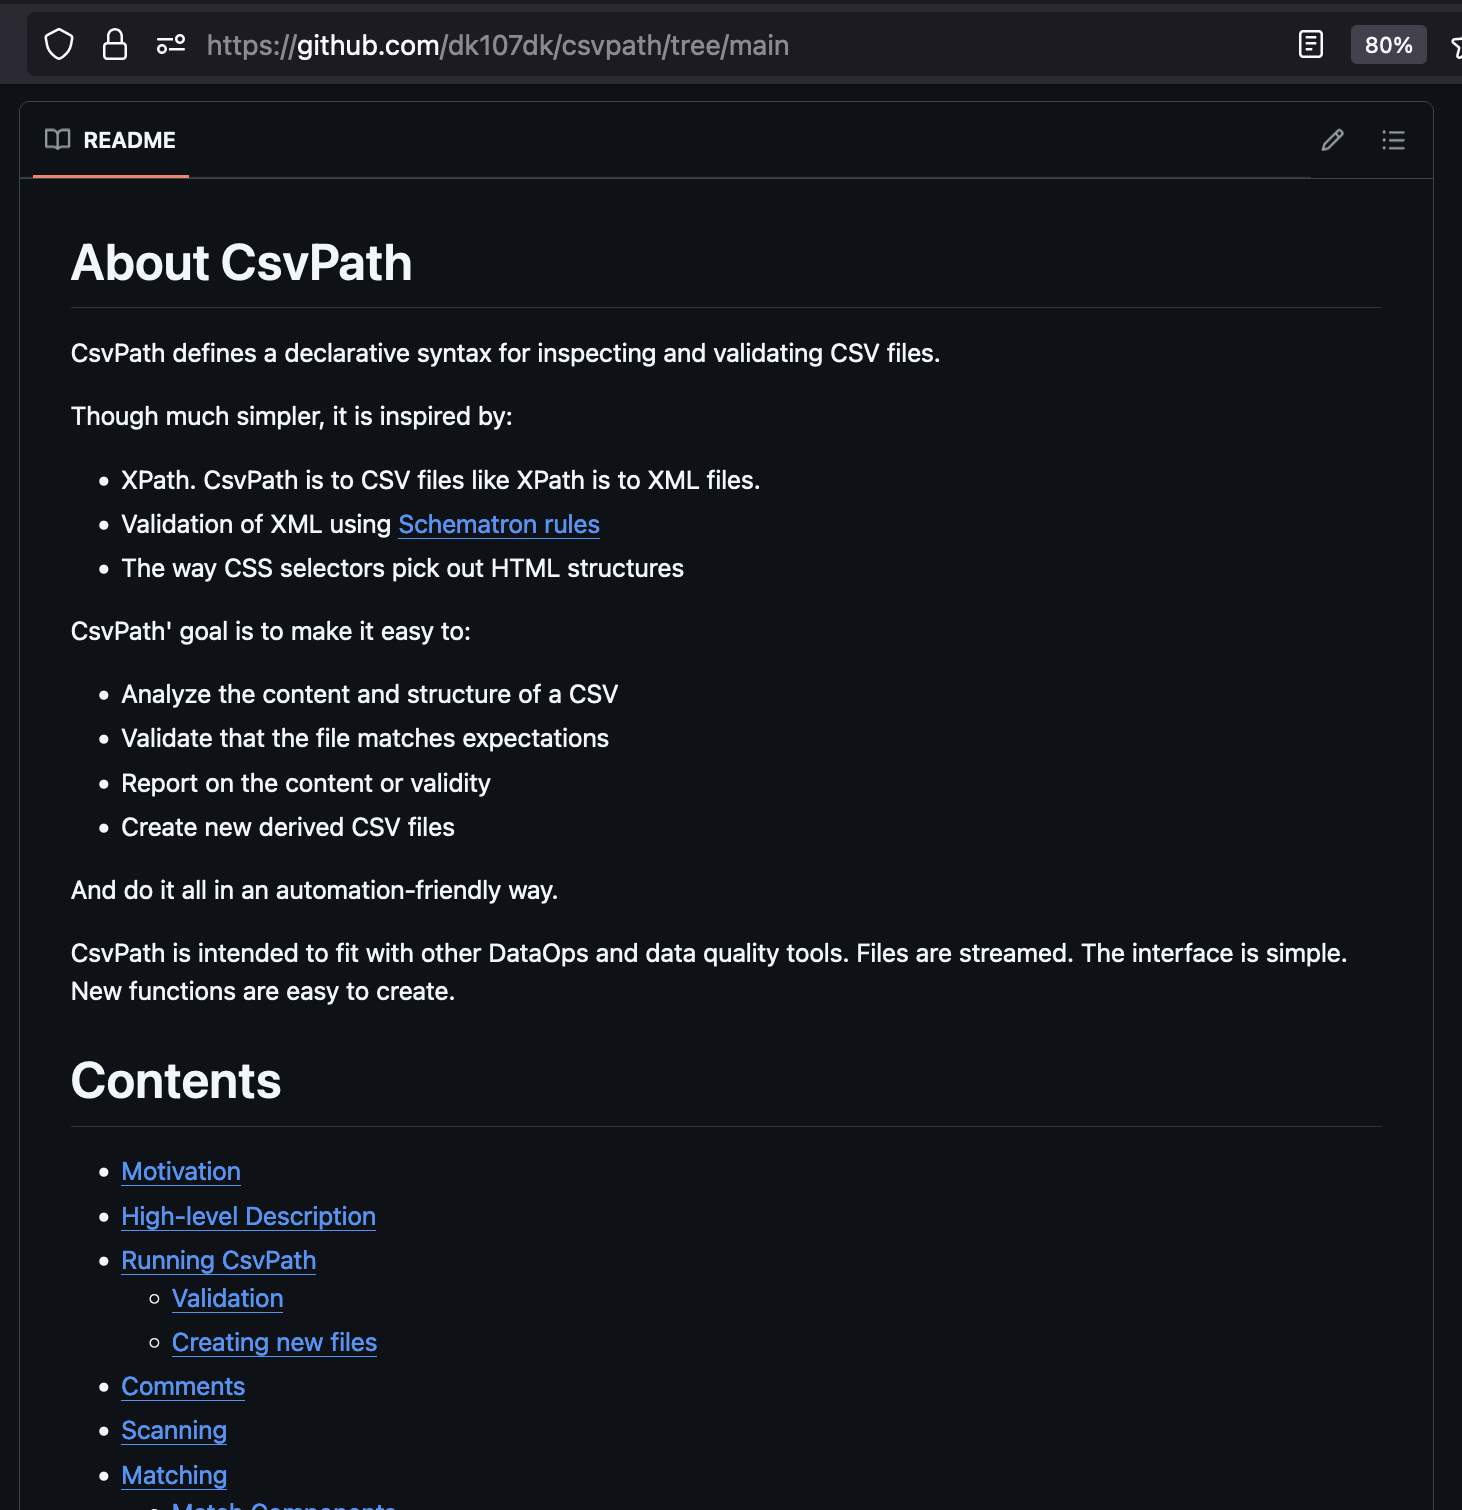 https://github.com/dk107dk/csvpath/tree/main
80%
README
About CsvPath
CsvPath defines a declarative syntax for inspecting and validating CSV files.
Though much simpler, it is inspired by:
XPath. CsvPath is to CSV files like XPath is to XML files.
Validation of XML using Schematron rules
The way CSS selectors pick out HTML structures
CsvPath' goal is to make it easy to:
Analyze the content and structure of a CSV
Validate that the file matches expectations
Report on the content or validity
Create new derived CSV files
And do it all in an automation-friendly way.
CsvPath is intended to fit with other DataOps and data quality tools. Files are streamed. The interface is simple.
New functions are easy to create.
Contents
Motivation
High-level Description
Running CsvPath
Validation
Creating new files
Comments
Scanning
Matching
Match Components